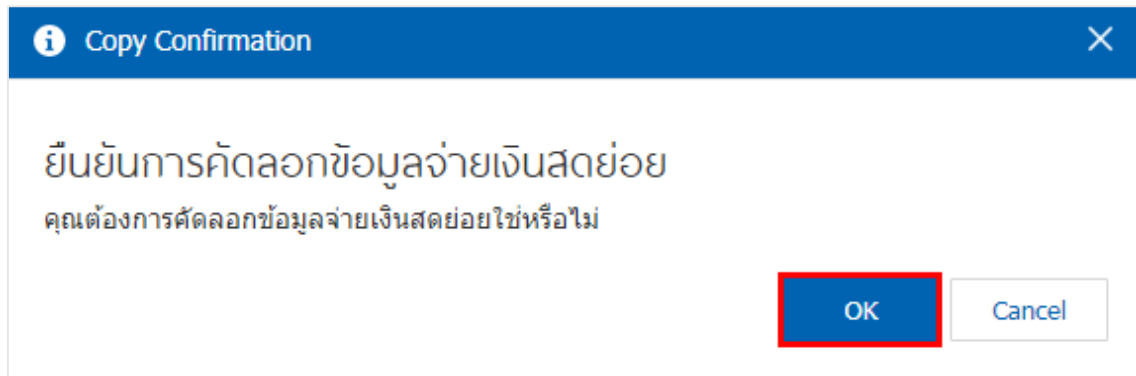 Copy Confirmation
ยืนยันการคัดลอกข้อมูลจ่ายเงินสดย่อย
คุณต้องการคัดลอกข้อมูลจ่ายเงินสดย่อยใช่หรือไม่
OK Cancel